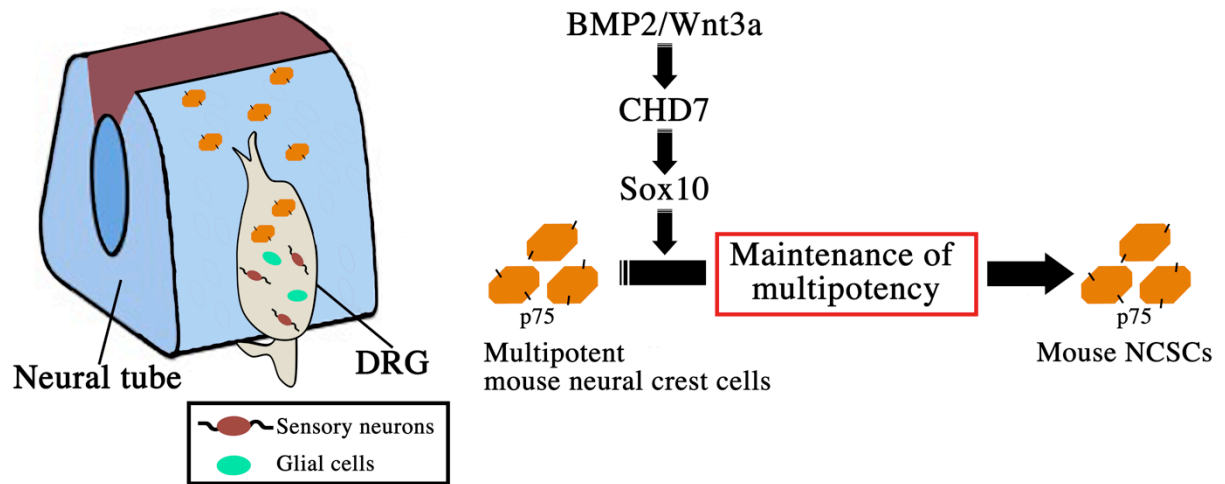 Neural tube
DRG
Sensory neurons
Glial cells
BMP2/Wnt3a
CHD7
Sox10
Maintenance of
multipotency
p75
Multipotent
mouse neural crest cells
p75
Mouse NCSCs